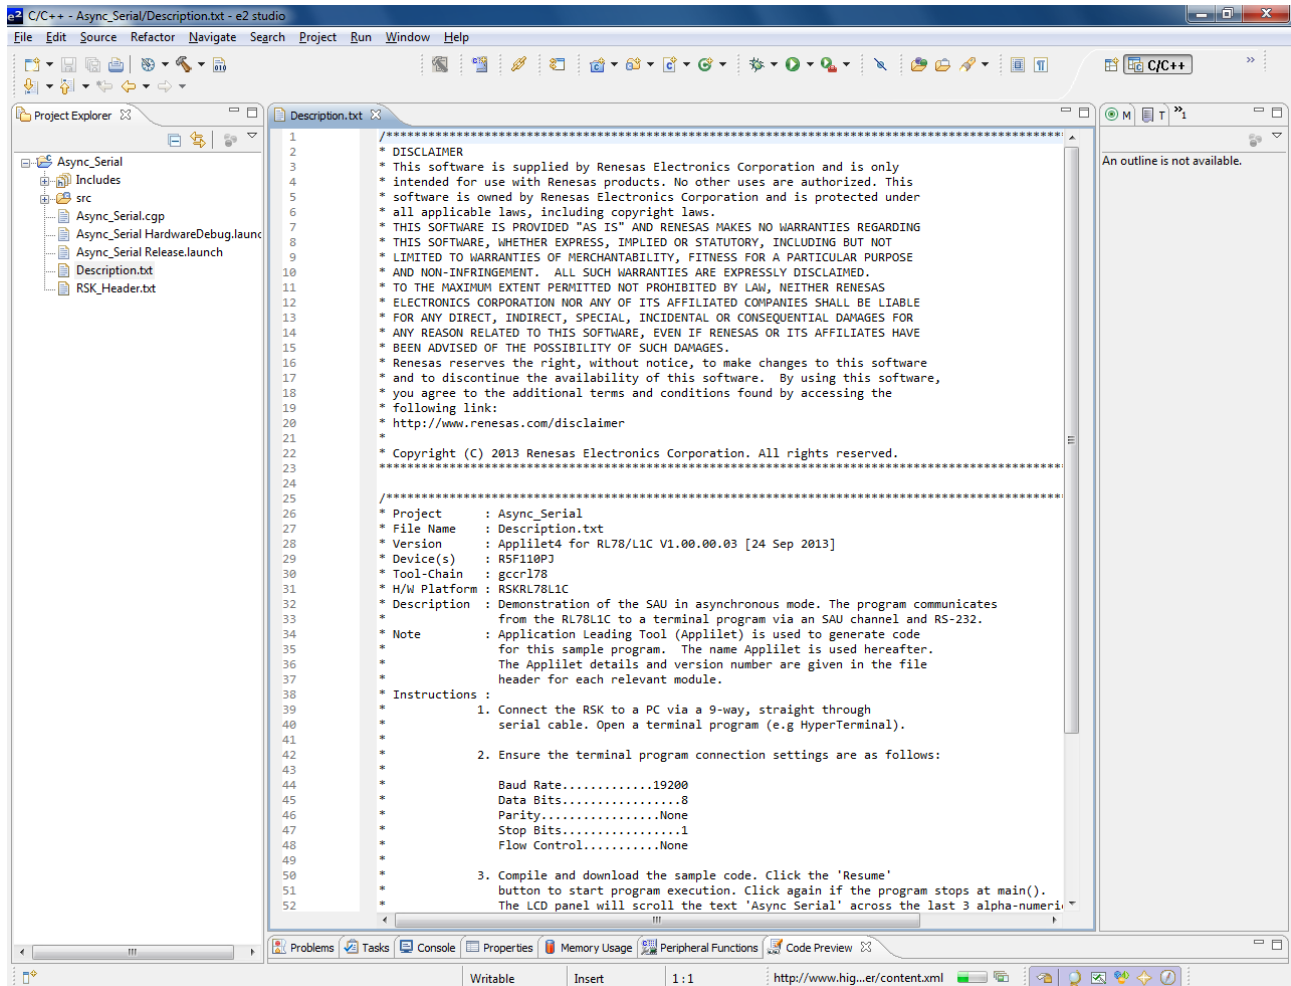 C/C++ - Async_Serial/Description.txt - e2 studio
File Edit Source Refactor Navigate Search Project Run Window Help
C/C++
Project Explorer
Description.txt
M
T
Async_Serial
Includes
src
Async_Serial.cgp
Async_Serial HardwareDebug.launc
Async_Serial Release.launch
Description.txt
RSK_Header.txt
1 /************************************************************************************************
2 * DISCLAIMER
3 * This software is supplied by Renesas Electronics Corporation and is only
4 * intended for use with Renesas products. No other uses are authorized. This
5 * software is owned by Renesas Electronics Corporation and is protected under
6 * all applicable laws, including copyright laws.
7 * THIS SOFTWARE IS PROVIDED "AS IS" AND RENESAS MAKES NO WARRANTIES REGARDING
8 * THIS SOFTWARE, WHETHER EXPRESS, IMPLIED OR STATUTORY, INCLUDING BUT NOT
9 * LIMITED TO WARRANTIES OF MERCHANTABILITY, FITNESS FOR A PARTICULAR PURPOSE
10 * AND NON-INFRINGEMENT.  ALL SUCH WARRANTIES ARE EXPRESSLY DISCLAIMED.
11 * TO THE MAXIMUM EXTENT PERMITTED NOT PROHIBITED BY LAW, NEITHER RENESAS
12 * ELECTRONICS CORPORATION NOR ANY OF ITS AFFILIATED COMPANIES SHALL BE LIABLE
13 * FOR ANY DIRECT, INDIRECT, SPECIAL, INCIDENTAL OR CONSEQUENTIAL DAMAGES FOR
14 * ANY REASON RELATED TO THIS SOFTWARE, EVEN IF RENESAS OR ITS AFFILIATES HAVE
15 * BEEN ADVISED OF THE POSSIBILITY OF SUCH DAMAGES.
16 * Renesas reserves the right, without notice, to make changes to this software
17 * and to discontinue the availability of this software.  By using this software,
18 * you agree to the additional terms and conditions found by accessing the
19 * following link:
20 * http://www.renesas.com/disclaimer
21 *
22 * Copyright (C) 2013 Renesas Electronics Corporation. All rights reserved.
23 *************************************************************************************************
24
25 /************************************************************************************************
26 * Project : Async_Serial
27 * File Name : Description.txt
28 * Version : Applilet4 for RL78/L1C V1.00.00.03 [24 Sep 2013]
29 * Device(s) : R5F110PJ
30 * Tool-Chain : gccrl78
31 * H/W Platform : RSKRL78L1C
32 * Description : Demonstration of the SAU in asynchronous mode. The program communicates
33 * from the RL78L1C to a terminal program via an SAU channel and RS-232.
34 * Note : Application Leading Tool (Applilet) is used to generate code
35 * for this sample program.  The name Applilet is used hereafter.
36 * The Applilet details and version number are given in the file
37 * header for each relevant module.
38 * Instructions :
39 * 1. Connect the RSK to a PC via a 9-way, straight through
40 * serial cable. Open a terminal program (e.g HyperTerminal).
41 *
42 * 2. Ensure the terminal program connection settings are as follows:
43 *
44 * Baud Rate.............19200
45 * Data Bits.................8
46 * Parity.................None
47 * Stop Bits.................1
48 * Flow Control...........None
49 *
50 * 3. Compile and download the sample code. Click the 'Resume'
51 * button to start program execution. Click again if the program stops at main().
52 * The LCD panel will scroll the text 'Async Serial' across the last 3 alpha-numeri
An outline is not available.
Problems Tasks Console Properties Memory Usage Peripheral Functions Code Preview
Writable Insert 1:1 http://www.hig...er/content.xml